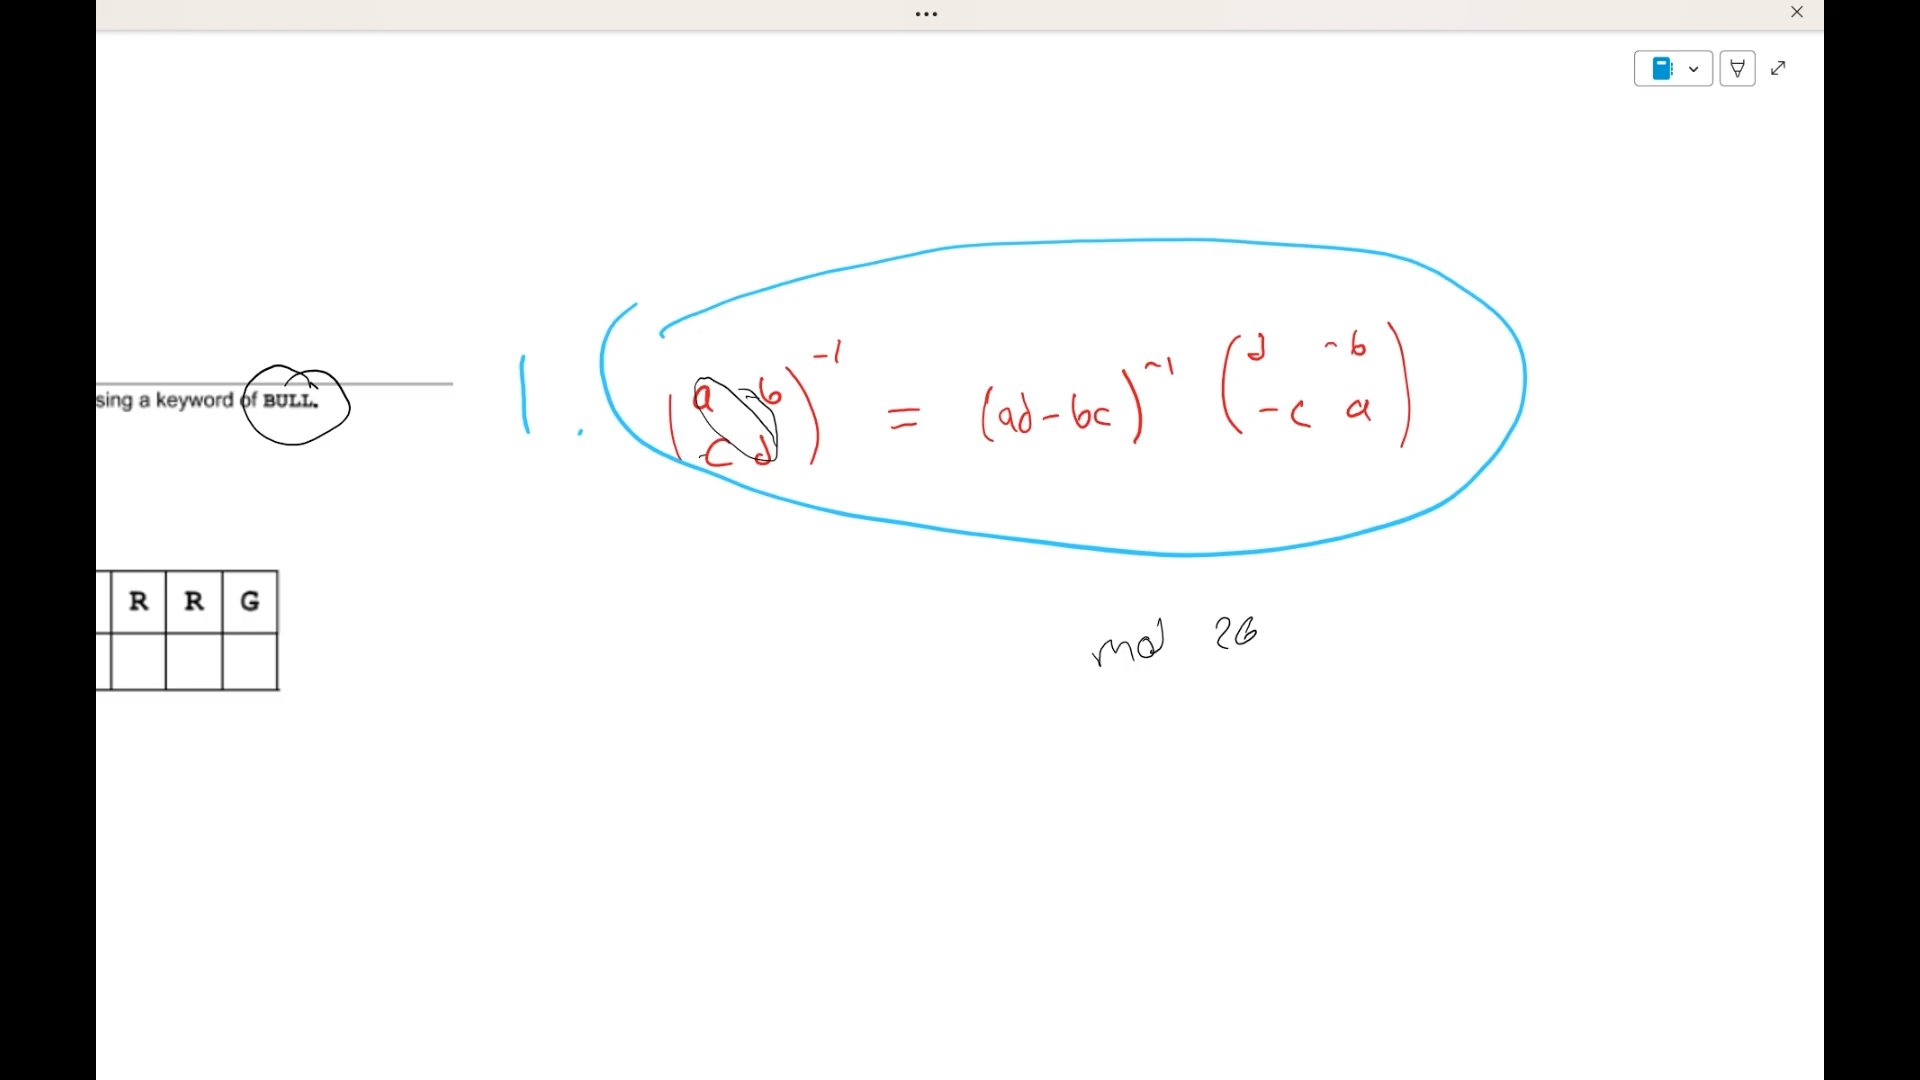 sing a keyword of BULL.
1. (a b
c d)⁻¹ = (ad-bc)⁻¹ (d -b
-c a)
R R G
mod 26